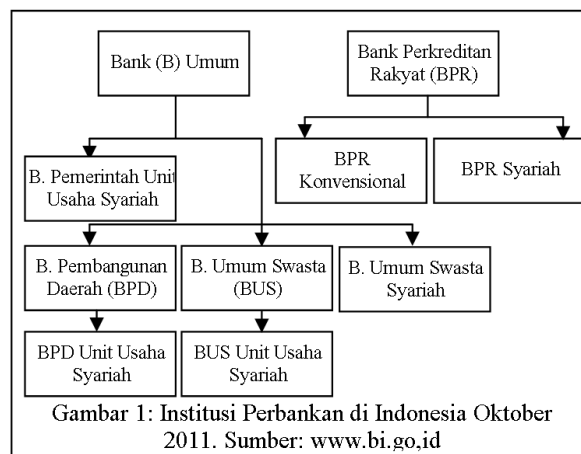 Bank (B) Umum
Bank Perkreditan
Rakyat (BPR)
B. Pemerintah Unit
Usaha Syariah
BPR
Konvensional
BPR Syariah
B. Pembangunan
Daerah (BPD)
B. Umum Swasta
(BUS)
B. Umum Swasta
Syariah
BPD Unit Usaha
Syariah
BUS Unit Usaha
Syariah
Gambar 1: Institusi Perbankan di Indonesia Oktober
2011. Sumber: www.bi.go,id